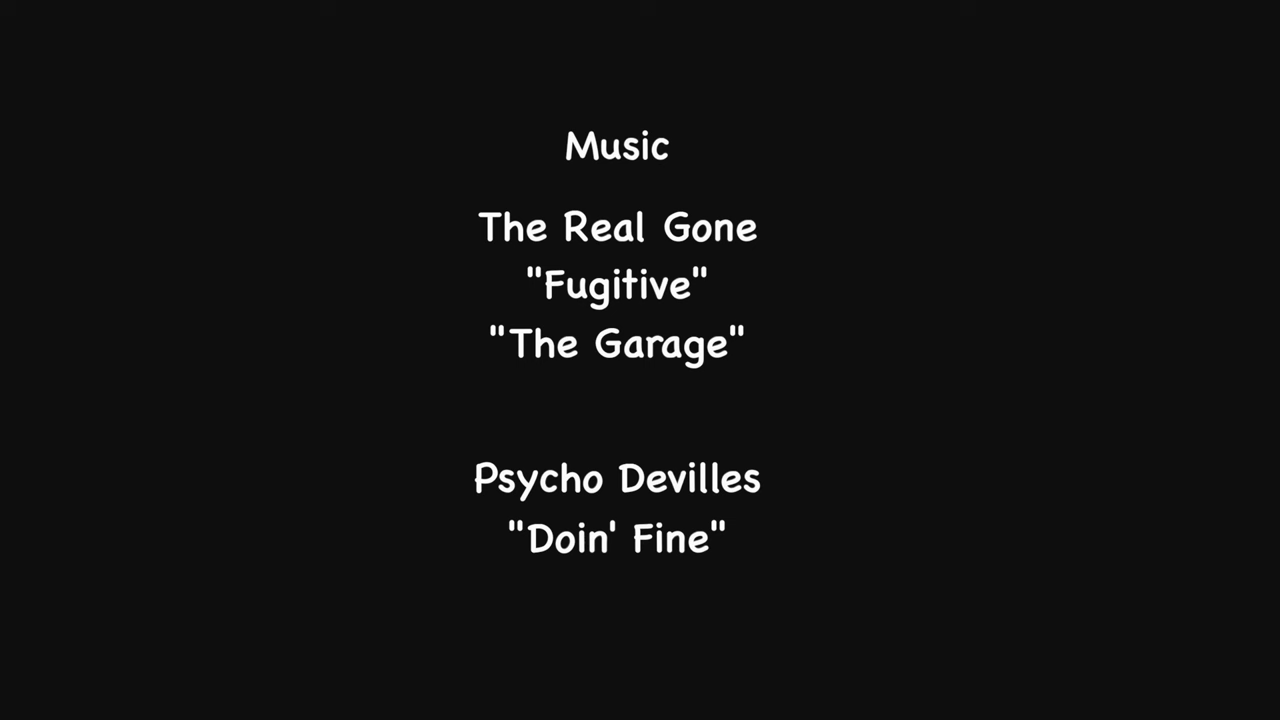 Music
The Real Gone
"Fugitive"
"The Garage"
Psycho Devilles
"Doin' Fine"